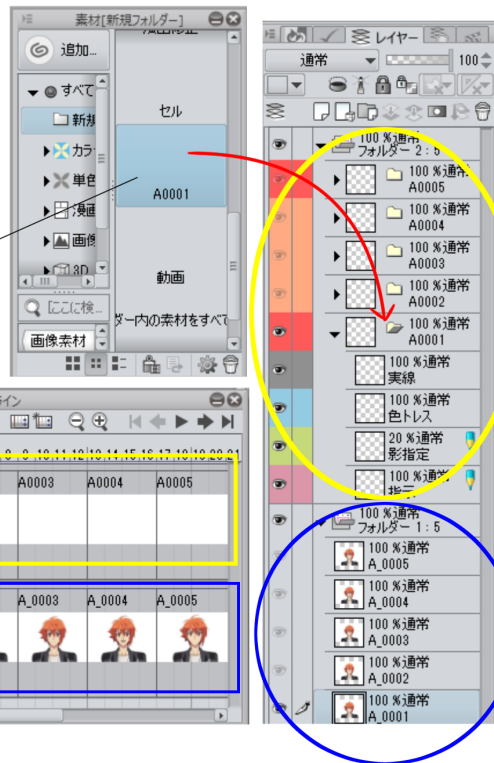 素材[新規フォルダー]
追加...
すべて
新規
カラ
単色
漫画
画像
3D
セル
A0001
動画
ダー内の素材をすべて
[ここに検...
画像素材
レイヤー
通常
100
100 %通常
フォルダー 2 : 5
100 %通常
A0005
100 %通常
A0004
100 %通常
A0003
100 %通常
A0002
100 %通常
A0001
100 %通常
実線
100 %通常
色トレス
20 %通常
影指定
100 %通常
指示
100 %通常
フォルダー 1 : 5
100 %通常
A_0005
100 %通常
A_0004
100 %通常
A_0003
100 %通常
A_0002
100 %通常
A_0001
イン
A0003 A0004 A0005
A_0003 A_0004 A_0005